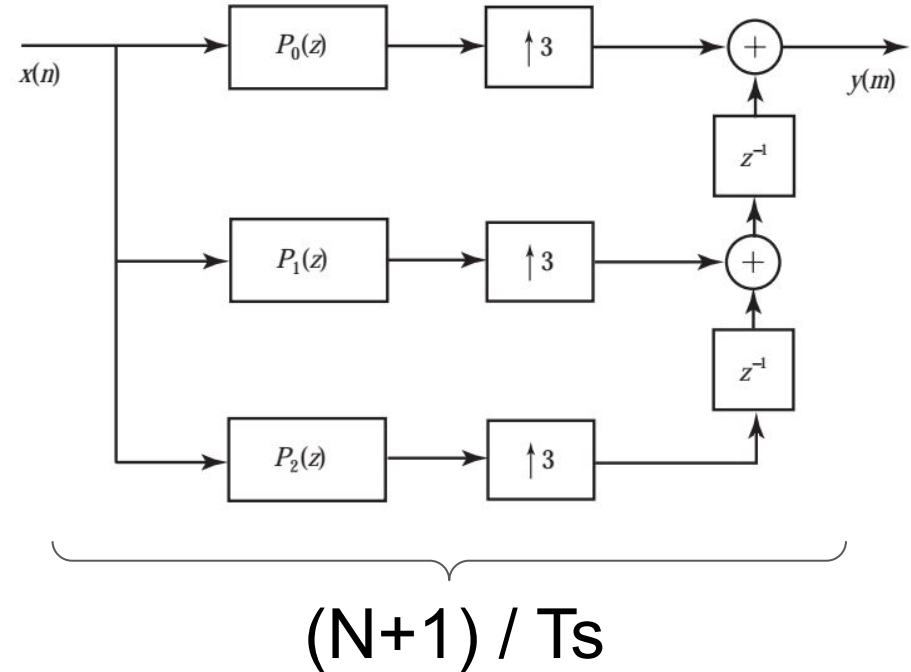 P₀(z) ↑3 +
x(n) y(m)
z⁻¹
P₁(z) ↑3 +
z⁻¹
P₂(z) ↑3
(N+1) / Ts